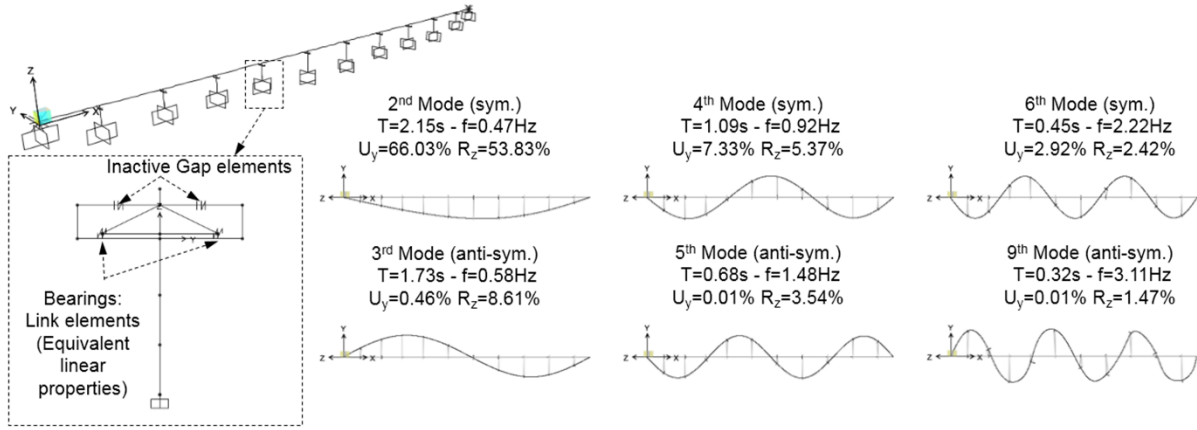 Z
Y
X
Y
Inactive Gap elements
Y
Bearings:
Link elements
(Equivalent
linear
properties)
2nd Mode (sym.)
T=2.15s - f=0.47Hz
Uy=66.03% Rz=53.83%
Y
Z X
4th Mode (sym.)
T=1.09s - f=0.92Hz
Uy=7.33% Rz=5.37%
Y
Z X
6th Mode (sym.)
T=0.45s - f=2.22Hz
Uy=2.92% Rz=2.42%
Y
Z X
3rd Mode (anti-sym.)
T=1.73s - f=0.58Hz
Uy=0.46% Rz=8.61%
Y
Z X
5th Mode (anti-sym.)
T=0.68s - f=1.48Hz
Uy=0.01% Rz=3.54%
Y
Z X
9th Mode (anti-sym.)
T=0.32s - f=3.11Hz
Uy=0.01% Rz=1.47%
Y
Z X